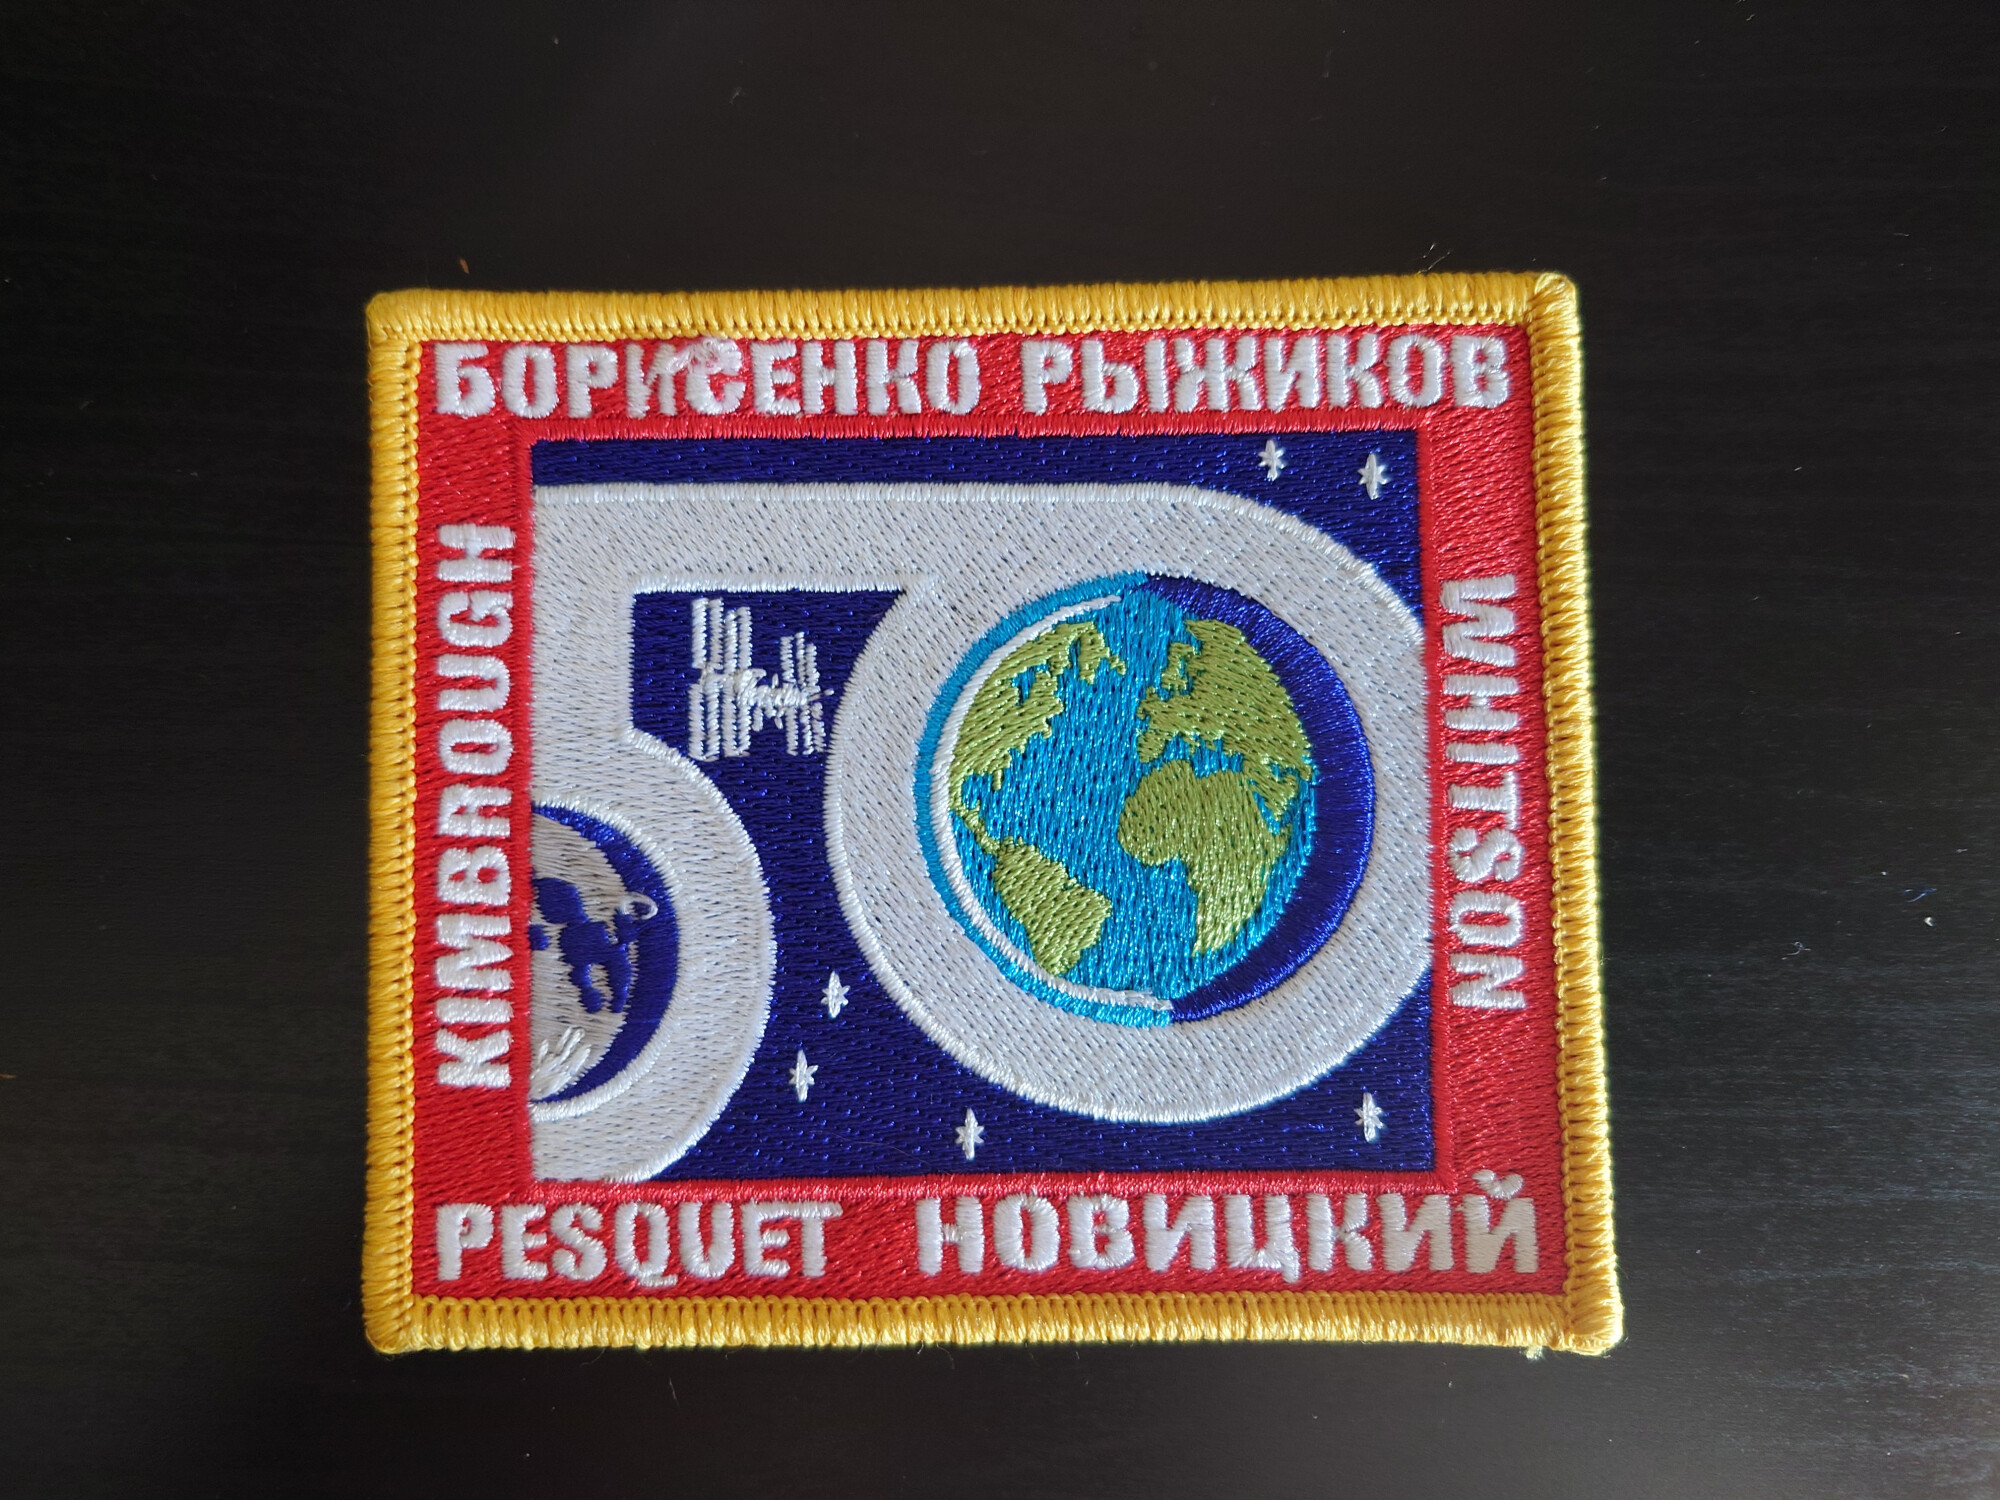 БОРИСЕНКО РЫЖИКОВ
KIMBROUGH
50
WHITSON
PESQUET НОВИЦКИЙ